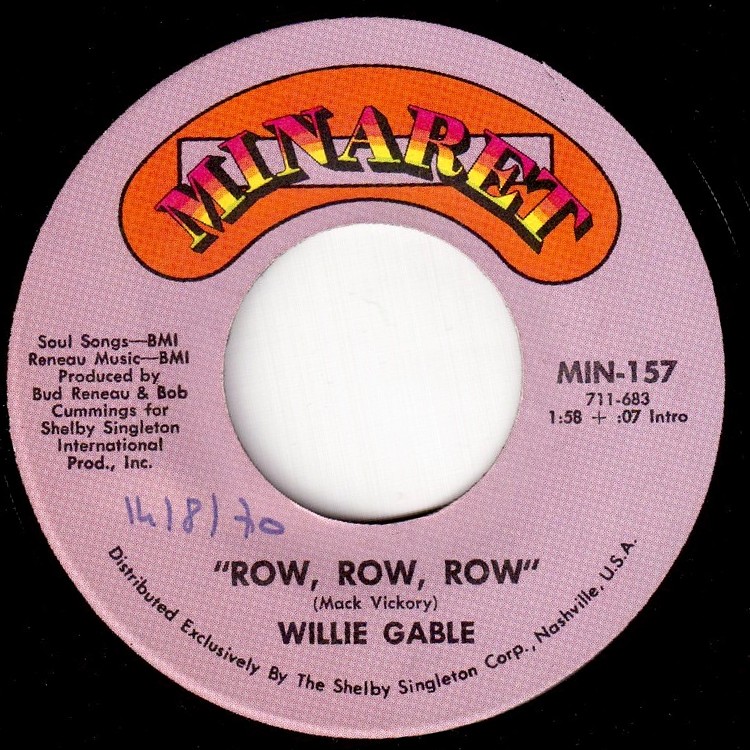 MINARET
Soul Songs—BMI
Reneau Music—BMI
Produced by
Bud Reneau & Bob
Cummings for
Shelby Singleton
International
Prod., Inc.
MIN-157
711-683
1:58 + :07 Intro
14/8/70
"ROW, ROW, ROW"
(Mack Vickory)
WILLIE GABLE
Distributed Exclusively By The Shelby Singleton Corp., Nashville, U.S.A.